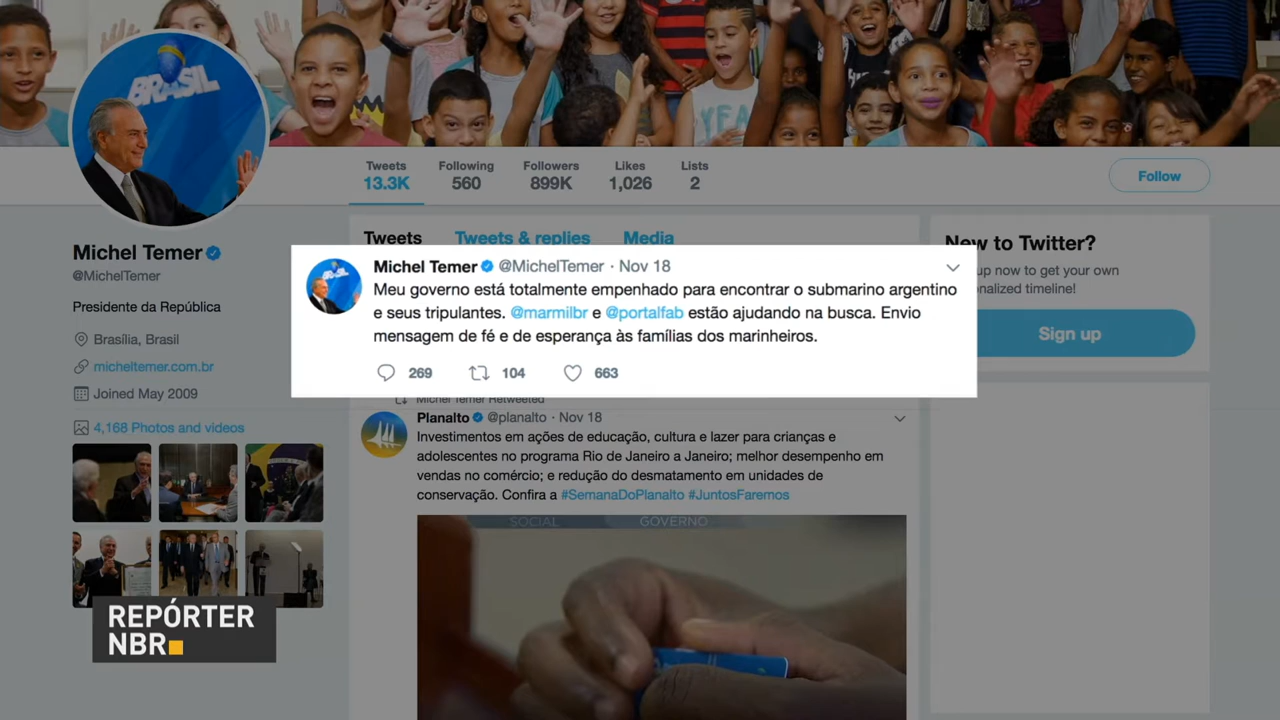 BRASIL
YEAH
Tweets
13.3K
Following
560
Followers
899K
Likes
1,026
Lists
2
Follow
Michel Temer
@MichelTemer
Presidente da República
Brasília, Brasil
micheltemer.com.br
Joined May 2009
4,168 Photos and videos
Tweets Tweets & replies Media
Michel Temer @MichelTemer · Nov 18
Meu governo está totalmente empenhado para encontrar o submarino argentino
e seus tripulantes. @marmilbr e @portalfab estão ajudando na busca. Envio
mensagem de fé e de esperança às famílias dos marinheiros.
269 104 663
Michel Temer Retweeted
Planalto @planalto · Nov 18
Investimentos em ações de educação, cultura e lazer para crianças e
adolescentes no programa Rio de Janeiro a Janeiro; melhor desempenho em
vendas no comércio; e redução do desmatamento em unidades de
conservação. Confira a #SemanaDoPlanalto #JuntosFaremos
SOCIAL GOVERNO
New to Twitter?
up now to get your own
nalized timeline!
Sign up
REPÓRTER
NBR